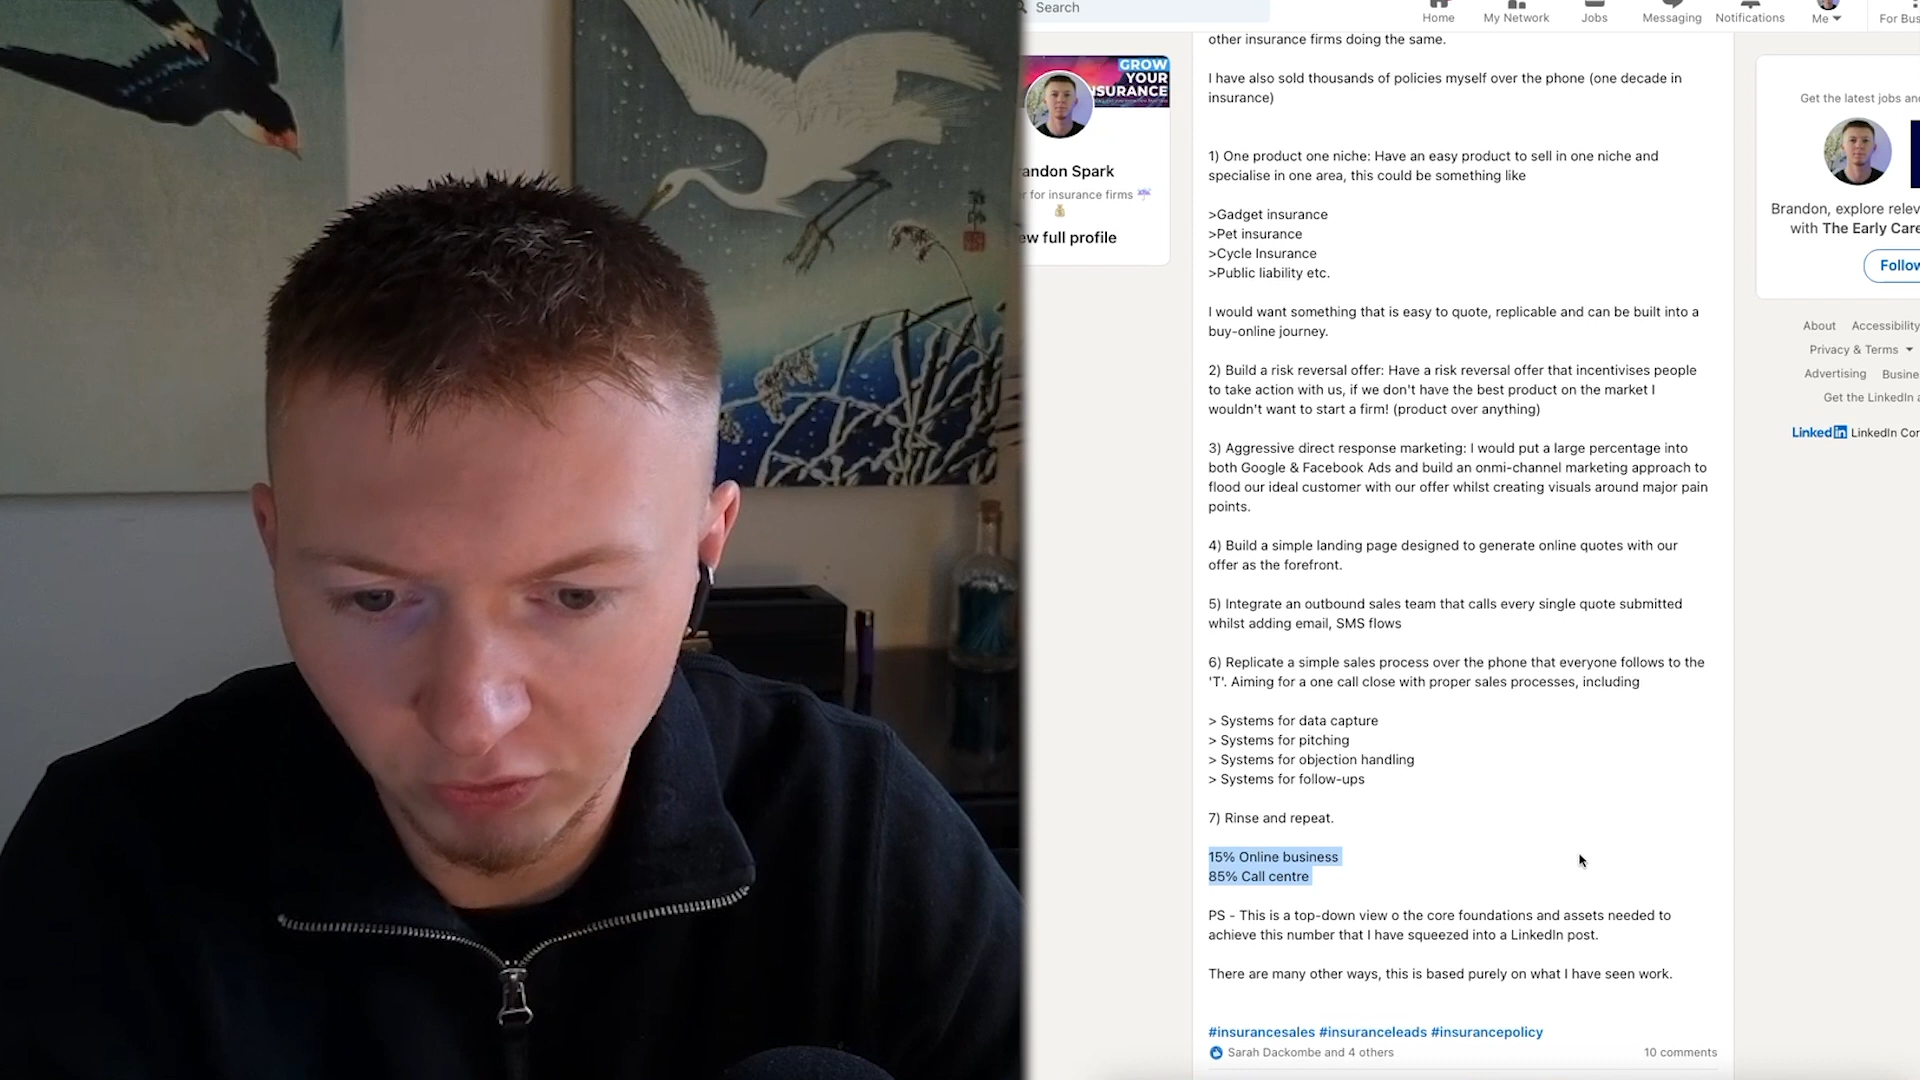 Search
Home
My Network
Jobs
Messaging
Notifications
Me
For Bus
other insurance firms doing the same.
I have also sold thousands of policies myself over the phone (one decade in
insurance)
1) One product one niche: Have an easy product to sell in one niche and
specialise in one area, this could be something like
>Gadget insurance
>Pet insurance
>Cycle Insurance
>Public liability etc.
I would want something that is easy to quote, replicable and can be built into a
buy-online journey.
2) Build a risk reversal offer: Have a risk reversal offer that incentivises people
to take action with us, if we don't have the best product on the market I
wouldn't want to start a firm! (product over anything)
3) Aggressive direct response marketing: I would put a large percentage into
both Google & Facebook Ads and build an onmi-channel marketing approach to
flood our ideal customer with our offer whilst creating visuals around major pain
points.
4) Build a simple landing page designed to generate online quotes with our
offer as the forefront.
5) Integrate an outbound sales team that calls every single quote submitted
whilst adding email, SMS flows
6) Replicate a simple sales process over the phone that everyone follows to the
'T'. Aiming for a one call close with proper sales processes, including
> Systems for data capture
> Systems for pitching
> Systems for objection handling
> Systems for follow-ups
7) Rinse and repeat.
15% Online business
85% Call centre
PS - This is a top-down view o the core foundations and assets needed to
achieve this number that I have squeezed into a LinkedIn post.
There are many other ways, this is based purely on what I have seen work.
#insurancesales #insuranceleads #insurancepolicy
Sarah Dackombe and 4 others
10 comments
GROW
YOUR
NSURANCE
randon Spark
r for insurance firms
ew full profile
Get the latest jobs and
Brandon, explore relev
with The Early Care
Follow
About Accessibility
Privacy & Terms
Advertising Busine
Get the LinkedIn a
LinkedIn LinkedIn Cor